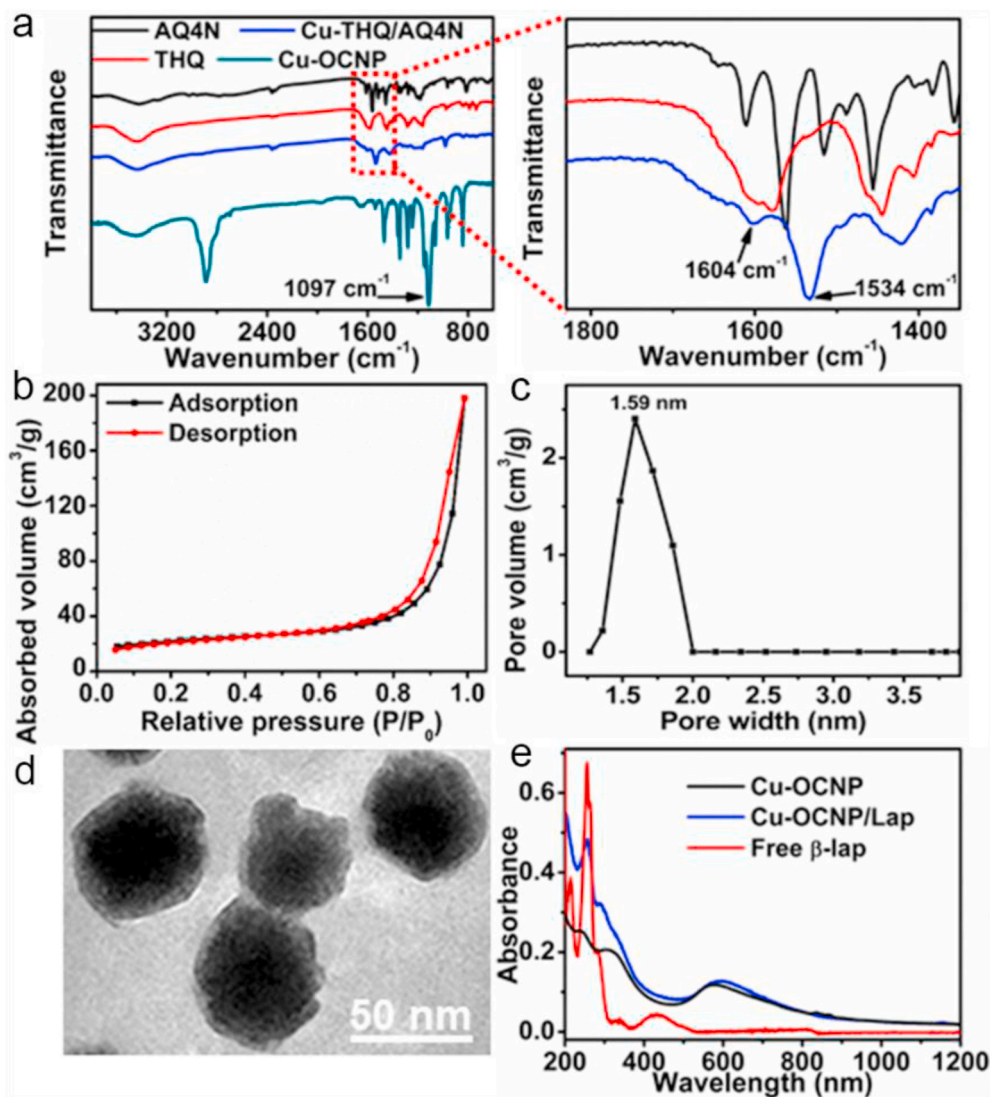 a
AQ4N
Cu-THQ/AQ4N
THQ
Cu-OCNP
Transmittance
1097 cm⁻¹
3200
2400
1600
800
Wavenumber (cm⁻¹)
Transmittance
1604 cm⁻¹
1534 cm⁻¹
1800
1600
1400
Wavenumber (cm⁻¹)
b
Absorbed volume (cm³/g)
200
160
120
80
40
0
Adsorption
Desorption
0.0
0.2
0.4
0.6
0.8
1.0
Relative pressure (P/P₀)
c
Pore volume (cm³/g)
2
1
0
1.59 nm
1.5
2.0
2.5
3.0
3.5
Pore width (nm)
d
50 nm
e
Absorbance
0.6
0.4
0.2
0.0
Cu-OCNP
Cu-OCNP/Lap
Free β-lap
200
400
600
800
1000
1200
Wavelength (nm)